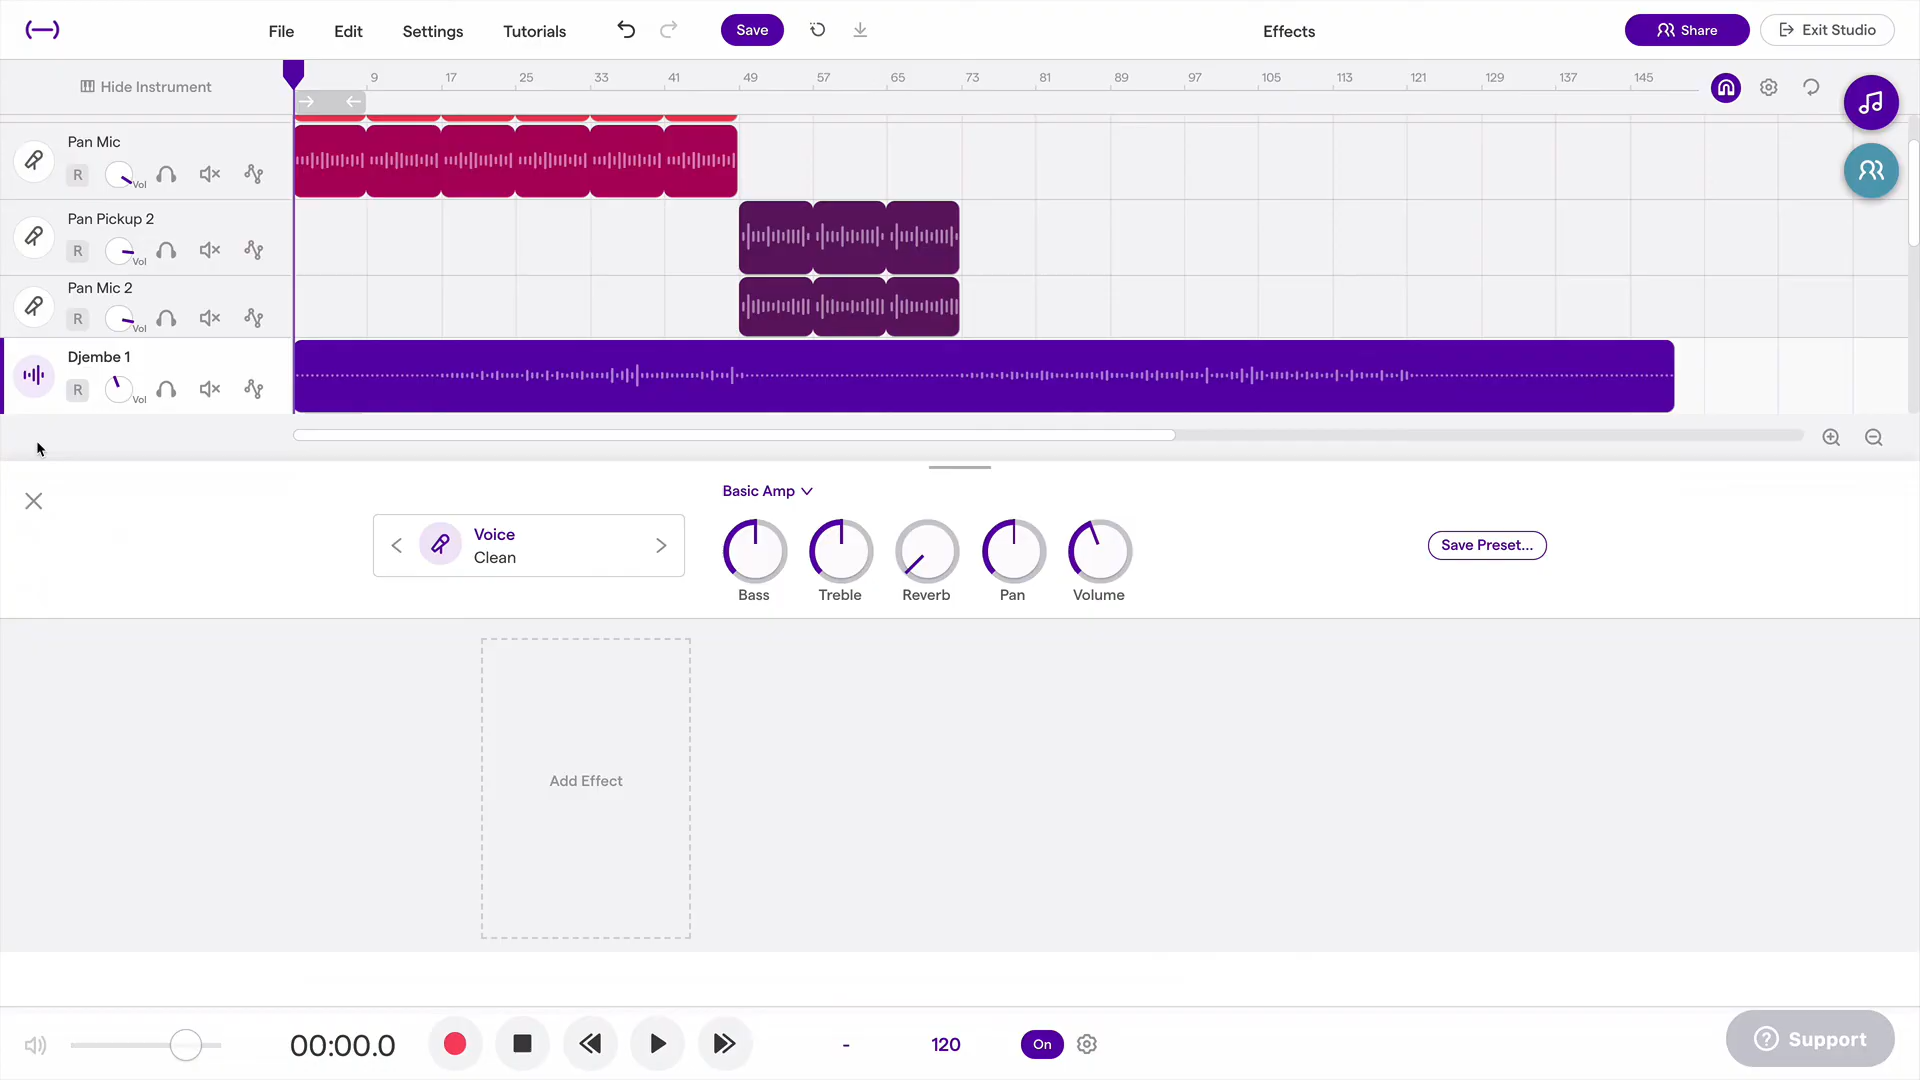 File Edit Settings Tutorials Save Effects Share Exit Studio
Hide Instrument 9 17 25 33 41 49 57 65 73 81 89 97 105 113 121 129 137 145
Pan Mic
R Vol
Pan Pickup 2
R Vol
Pan Mic 2
R Vol
Djembe 1
R Vol
Basic Amp
Voice
Clean
Save Preset...
Bass Treble Reverb Pan Volume
Add Effect
00:00.0 - 120 On Support